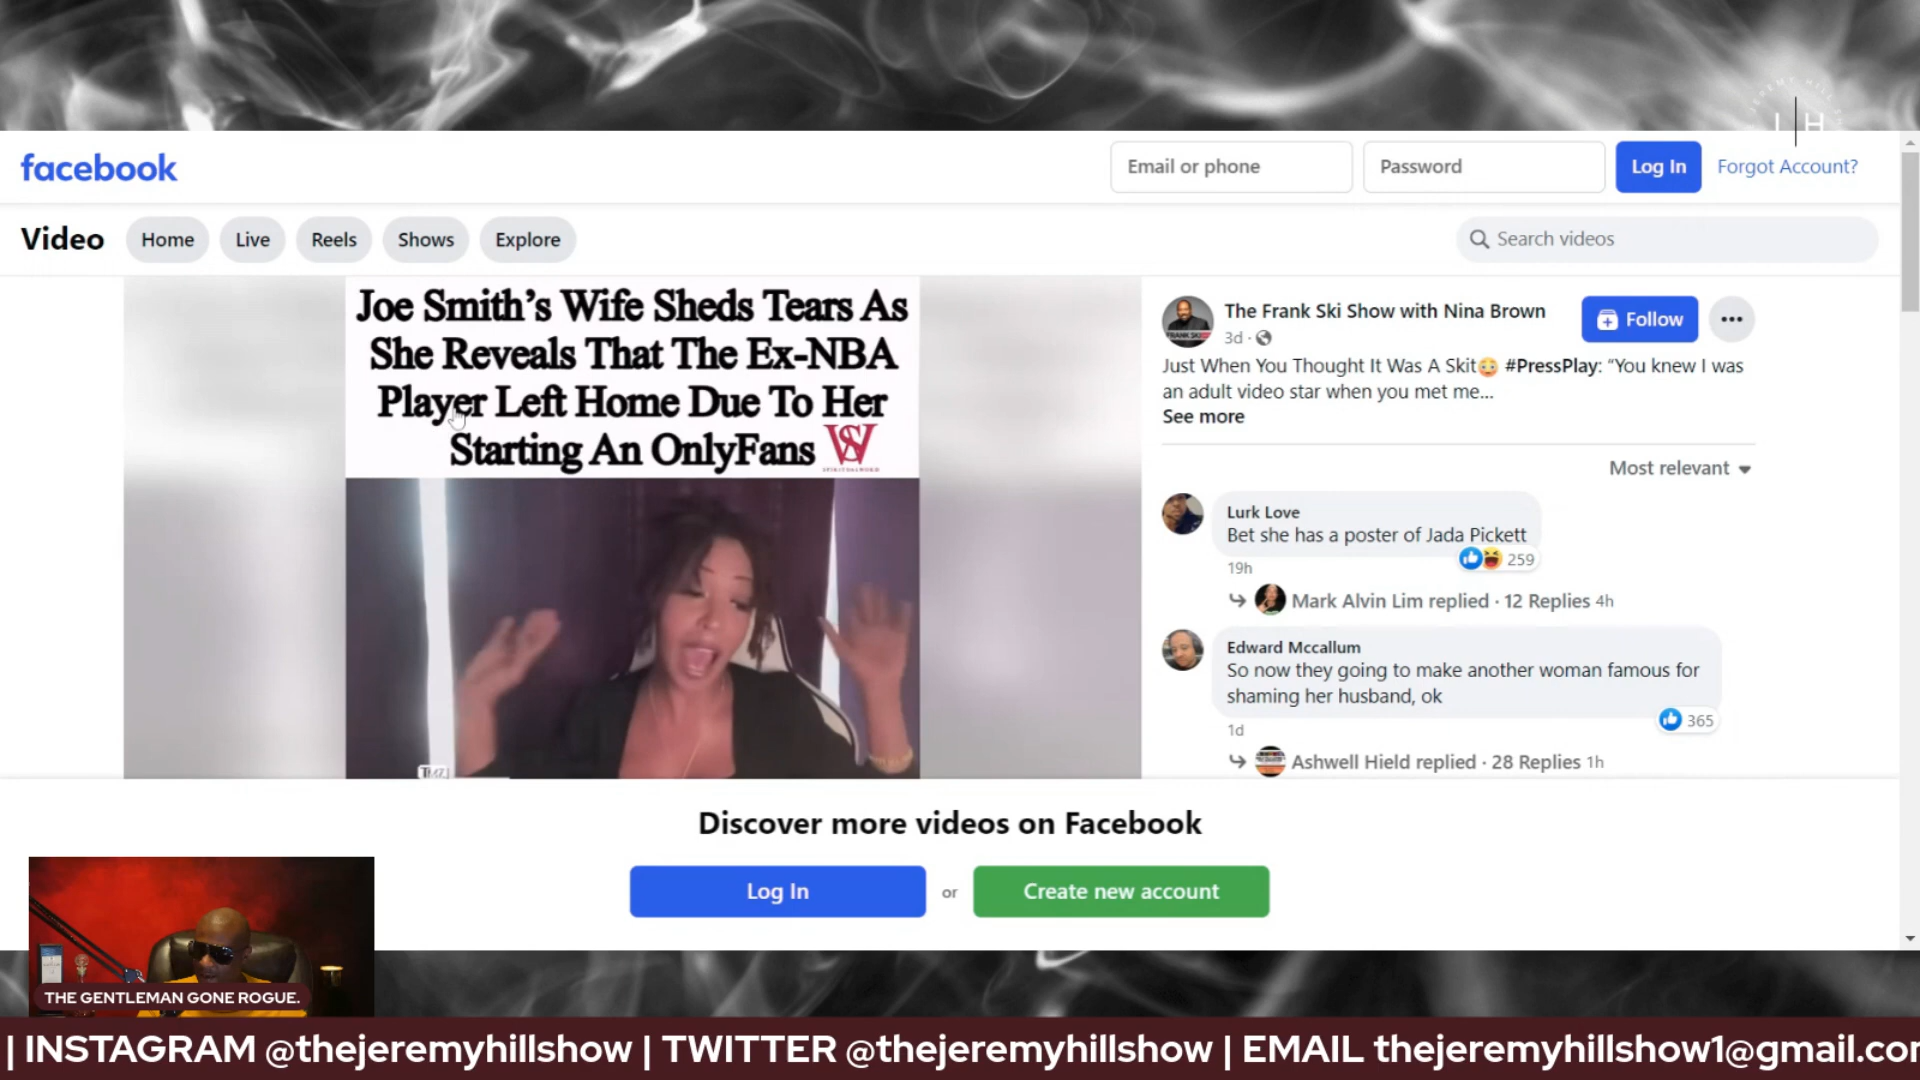 JEREMY HILL
LH
facebook
Email or phone
Password
Log In
Forgot Account?
Video
Home
Live
Reels
Shows
Explore
Search videos
Joe Smith's Wife Sheds Tears As
She Reveals That The Ex-NBA
Player Left Home Due To Her
Starting An OnlyFans
SW
TMZ
The Frank Ski Show with Nina Brown
3d ·
Follow
Just When You Thought It Was A Skit😳 #PressPlay: “You knew I was
an adult video star when you met me...
See more
Most relevant
Lurk Love
Bet she has a poster of Jada Pickett
259
19h
Mark Alvin Lim replied · 12 Replies 4h
Edward Mccallum
So now they going to make another woman famous for
shaming her husband, ok
365
1d
Ashwell Hield replied · 28 Replies 1h
Discover more videos on Facebook
Log In
or
Create new account
THE GENTLEMAN GONE ROGUE.
| INSTAGRAM @thejeremyhillshow | TWITTER @thejeremyhillshow | EMAIL thejeremyhillshow1@gmail.com